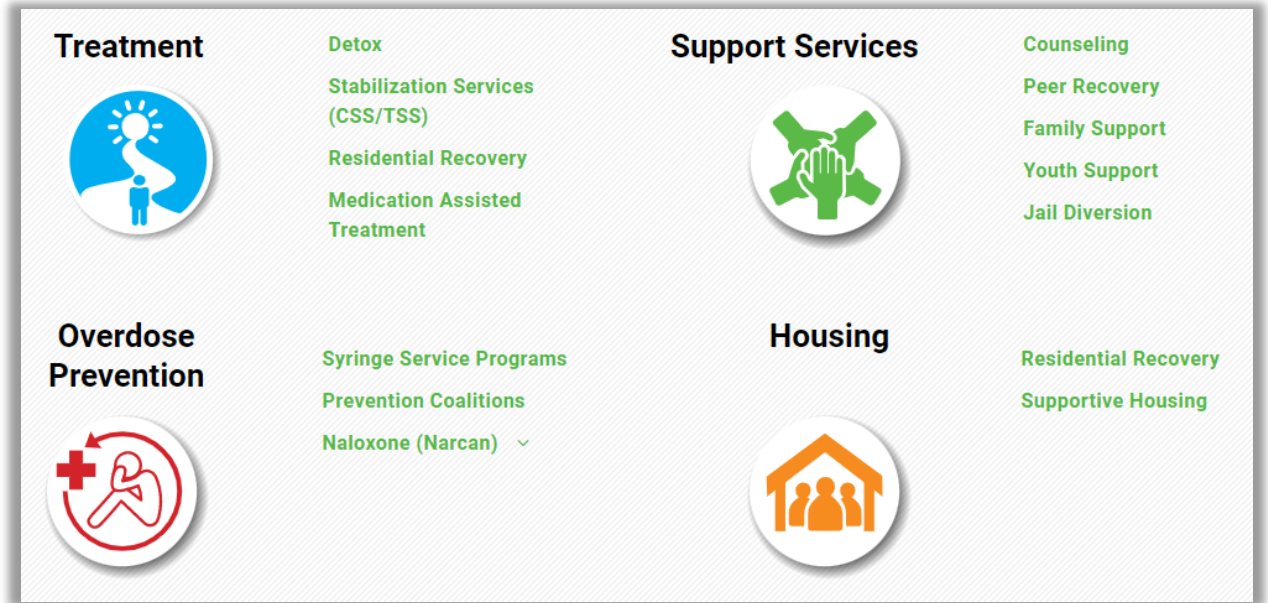 Treatment
Detox
Stabilization Services
(CSS/TSS)
Residential Recovery
Medication Assisted
Treatment
Support Services
Counseling
Peer Recovery
Family Support
Youth Support
Jail Diversion
Overdose
Prevention
Syringe Service Programs
Prevention Coalitions
Naloxone (Narcan)
Housing
Residential Recovery
Supportive Housing